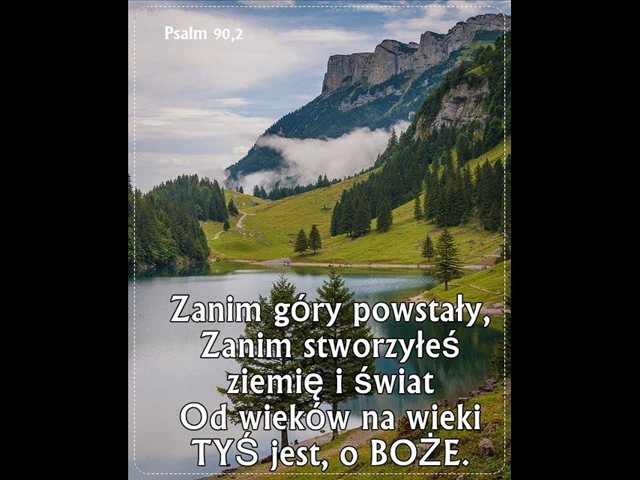 Psalm 90,2
Zanim góry powstały,
Zanim stworzyłeś
ziemię i świat
Od wieków na wieki
TYŚ jest, o BOŻE.